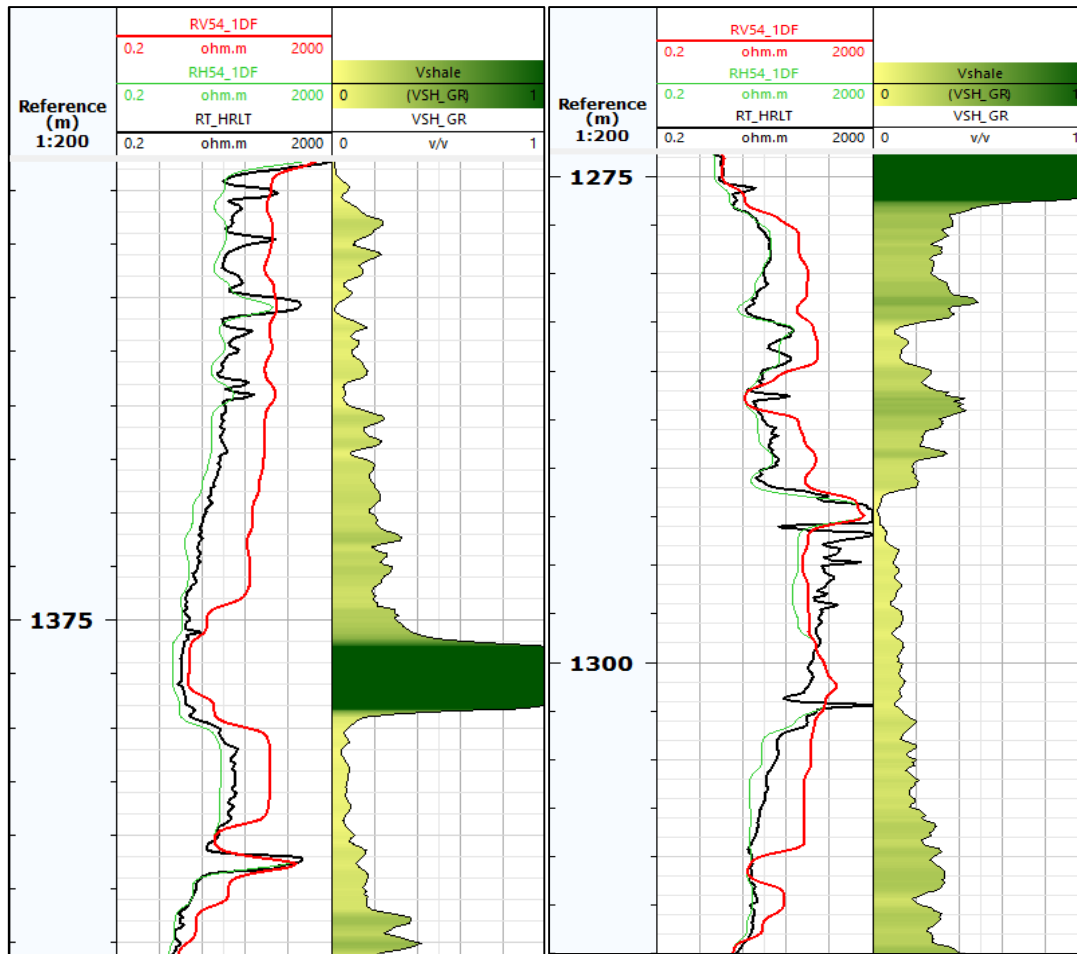 RV54_1DF
0.2 ohm.m 2000
RH54_1DF
0.2 ohm.m 2000
RT_HRLT
0.2 ohm.m 2000
Reference
(m)
1:200
Vshale
0 (VSH_GR) 1
VSH_GR
0 v/v 1
1375
RV54_1DF
0.2 ohm.m 2000
RH54_1DF
0.2 ohm.m 2000
RT_HRLT
0.2 ohm.m 2000
Reference
(m)
1:200
Vshale
0 (VSH_GR) 1
VSH_GR
0 v/v 1
1275
1300